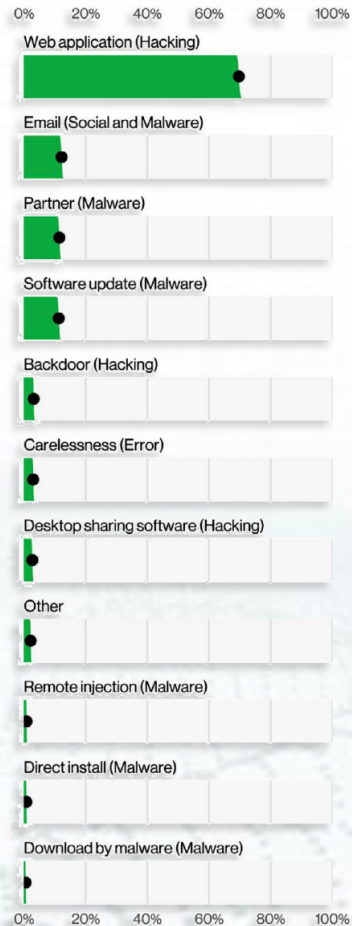 0% 20% 40% 60% 80% 100%
Web application (Hacking)
Email (Social and Malware)
Partner (Malware)
Software update (Malware)
Backdoor (Hacking)
Carelessness (Error)
Desktop sharing software (Hacking)
Other
Remote injection (Malware)
Direct install (Malware)
Download by malware (Malware)
0% 20% 40% 60% 80% 100%